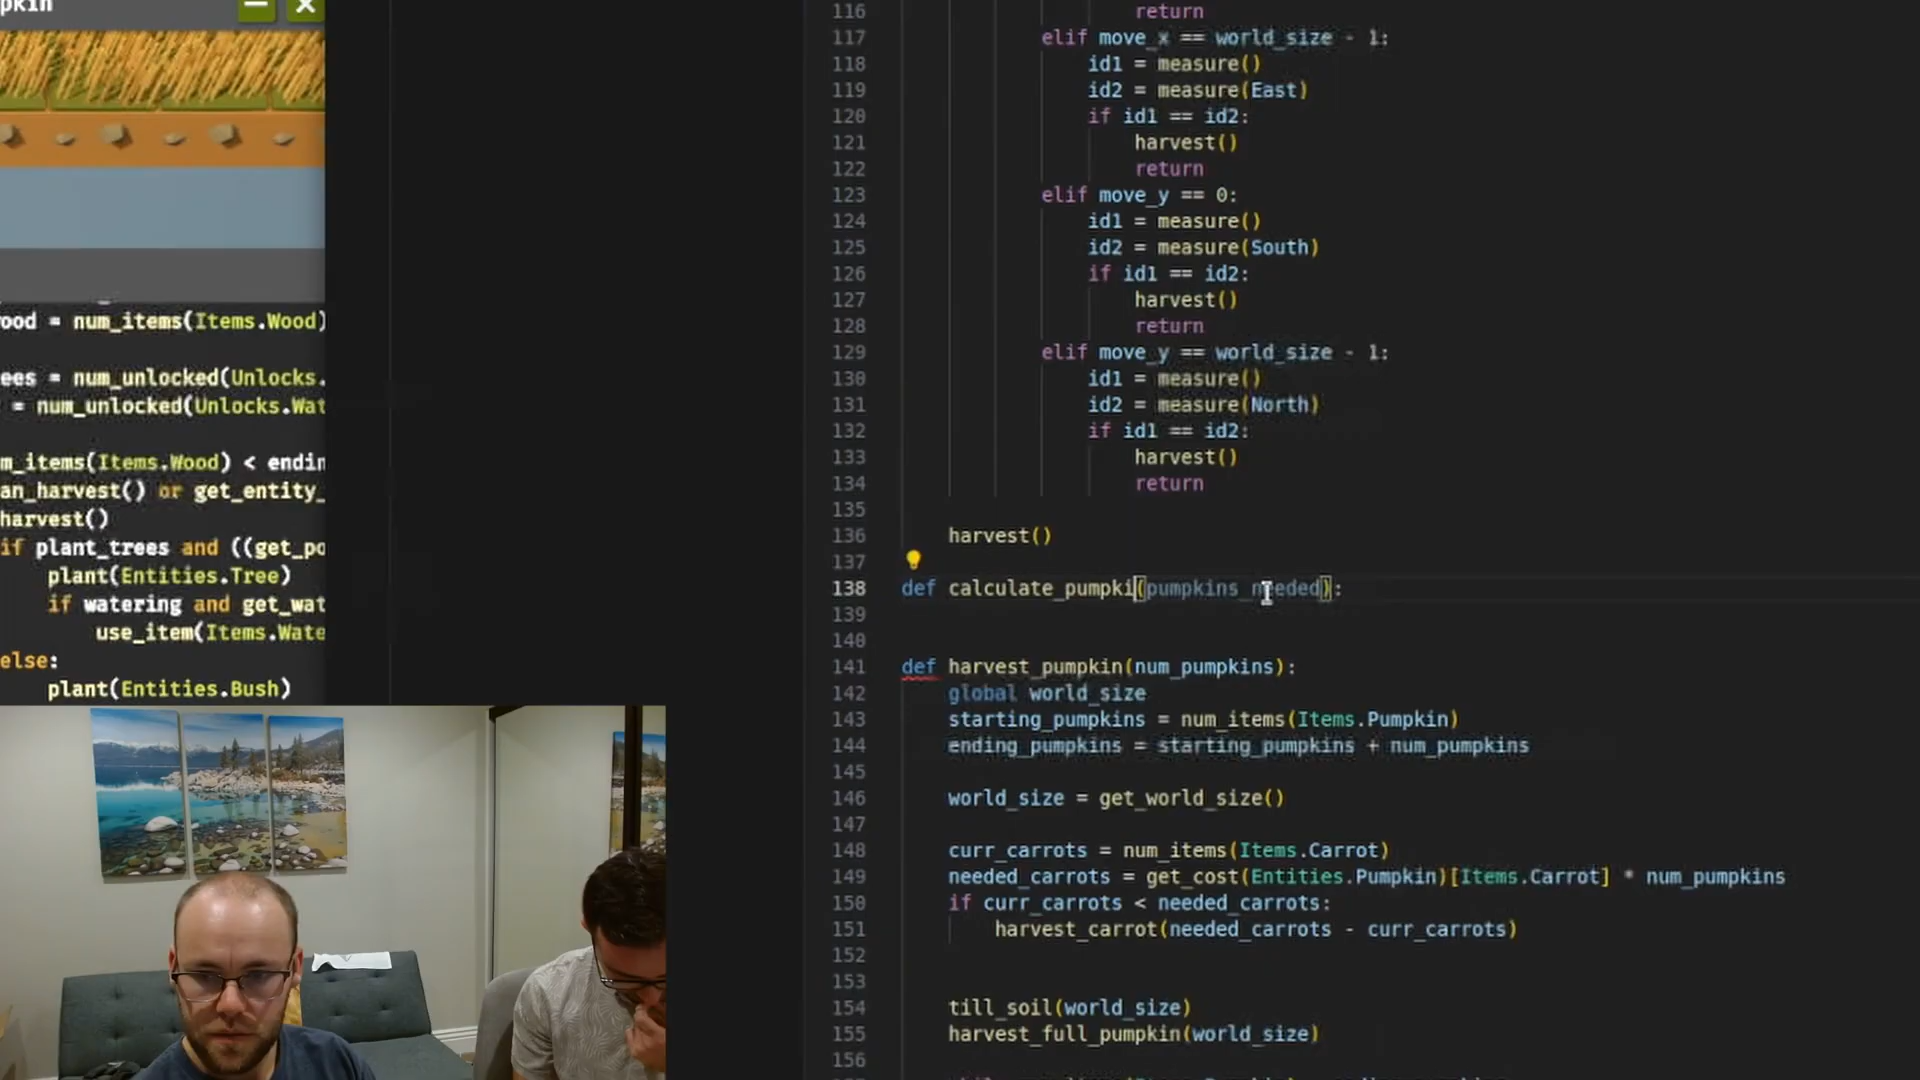 pkin
ood = num_items(Items.Wood)
ees = num_unlocked(Unlocks.
= num_unlocked(Unlocks.Wat
m_items(Items.Wood) < endin
an_harvest() or get_entity_
harvest()
if plant_trees and ((get_po
plant(Entities.Tree)
if watering and get_wat
use_item(Items.Wate
else:
plant(Entities.Bush)
116 return
117 elif move_x == world_size - 1:
118 id1 = measure()
119 id2 = measure(East)
120 if id1 == id2:
121 harvest()
122 return
123 elif move_y == 0:
124 id1 = measure()
125 id2 = measure(South)
126 if id1 == id2:
127 harvest()
128 return
129 elif move_y == world_size - 1:
130 id1 = measure()
131 id2 = measure(North)
132 if id1 == id2:
133 harvest()
134 return
135
136 harvest()
137
138 def calculate_pumpki(pumpkins_needed):
139
140
141 def harvest_pumpkin(num_pumpkins):
142 global world_size
143 starting_pumpkins = num_items(Items.Pumpkin)
144 ending_pumpkins = starting_pumpkins + num_pumpkins
145
146 world_size = get_world_size()
147
148 curr_carrots = num_items(Items.Carrot)
149 needed_carrots = get_cost(Entities.Pumpkin)[Items.Carrot] * num_pumpkins
150 if curr_carrots < needed_carrots:
151 harvest_carrot(needed_carrots - curr_carrots)
152
153
154 till_soil(world_size)
155 harvest_full_pumpkin(world_size)
156